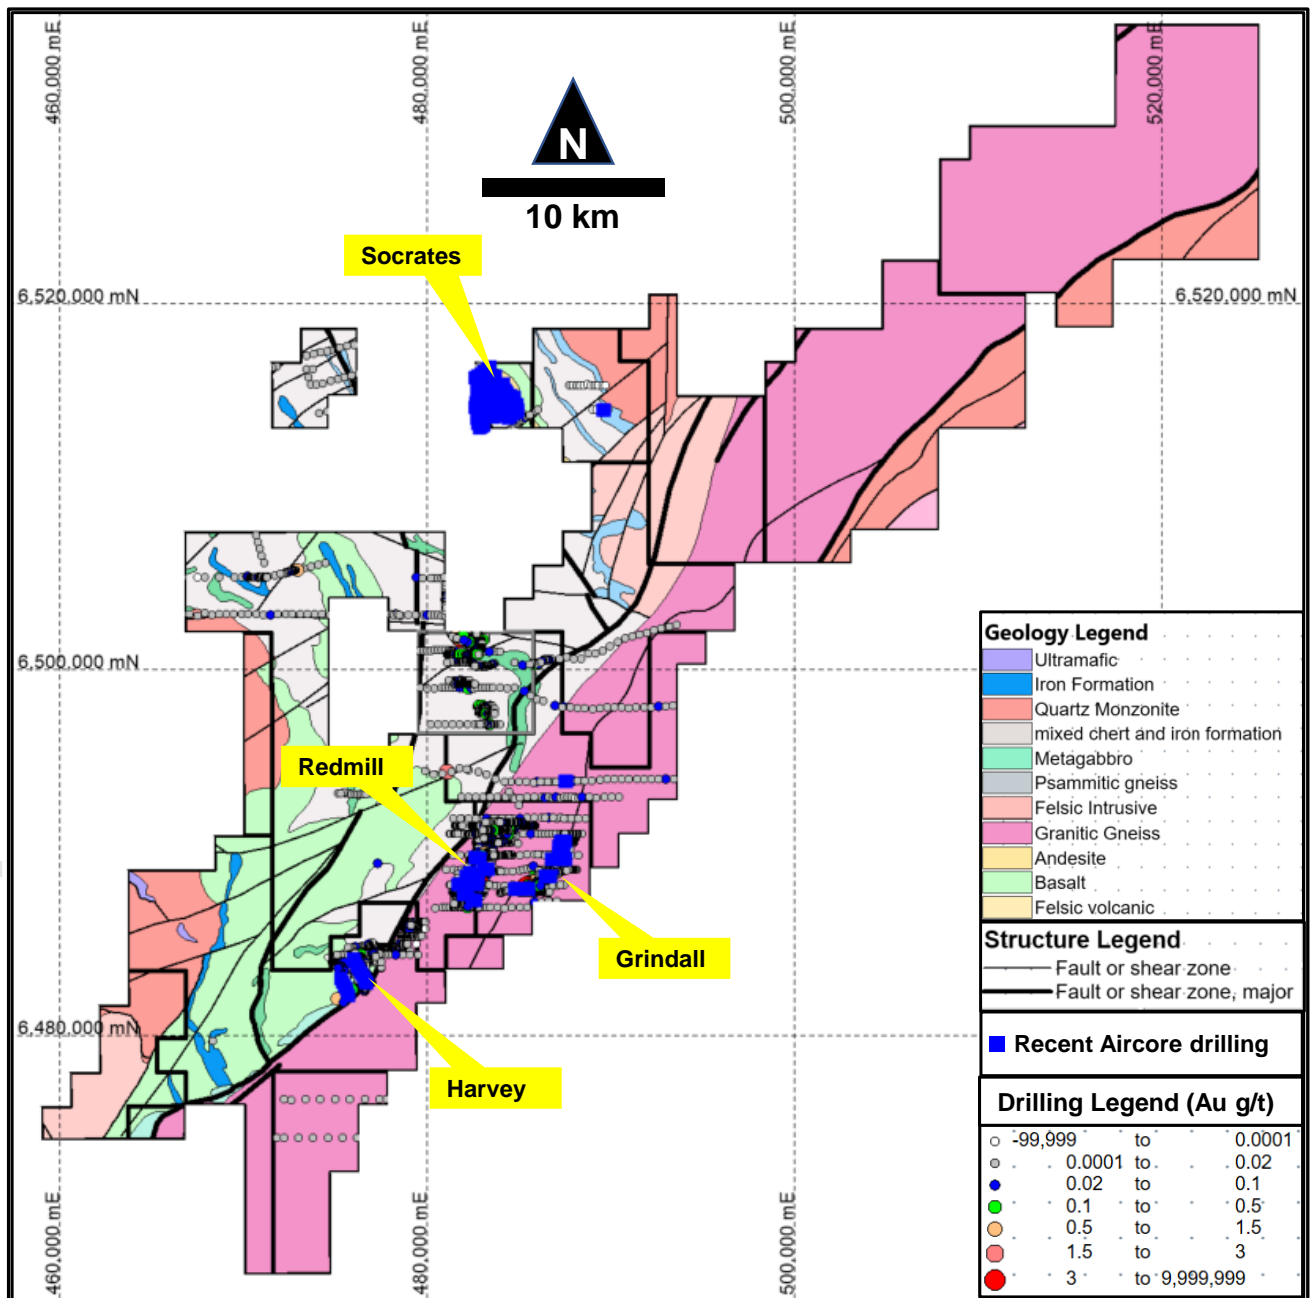 460,000 mE
480,000 mE
500,000 mE
520,000 mE
N
10 km
Socrates
6,520,000 mN
6,520,000 mN
6,500,000 mN
Redmill
Grindall
6,480,000 mN
Harvey
460,000 mE
480,000 mE
500,000 mE
Geology Legend
Ultramafic
Iron Formation
Quartz Monzonite
mixed chert and iron formation
Metagabbro
Psammitic gneiss
Felsic Intrusive
Granitic Gneiss
Andesite
Basalt
Felsic volcanic
Structure Legend
Fault or shear zone
Fault or shear zone, major
Recent Aircore drilling
Drilling Legend (Au g/t)
-99,999 to 0.0001
0.0001 to 0.02
0.02 to 0.1
0.1 to 0.5
0.5 to 1.5
1.5 to 3
3 to 9,999,999